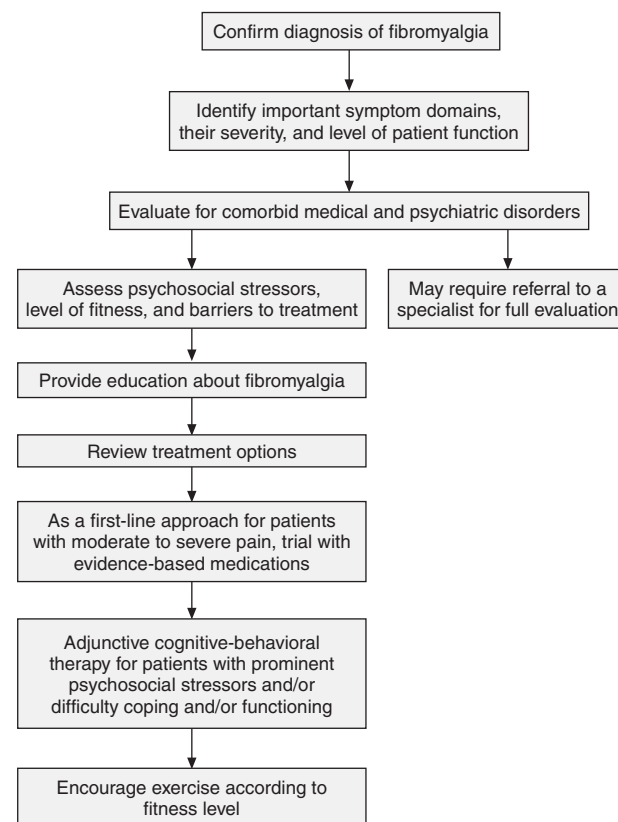 Confirm diagnosis of fibromyalgia
Identify important symptom domains,
their severity, and level of patient function
Evaluate for comorbid medical and psychiatric disorders
Assess psychosocial stressors,
level of fitness, and barriers to treatment
May require referral to a
specialist for full evaluation
Provide education about fibromyalgia
Review treatment options
As a first-line approach for patients
with moderate to severe pain, trial with
evidence-based medications
Adjunctive cognitive-behavioral
therapy for patients with prominent
psychosocial stressors and/or
difficulty coping and/or functioning
Encourage exercise according to
fitness level